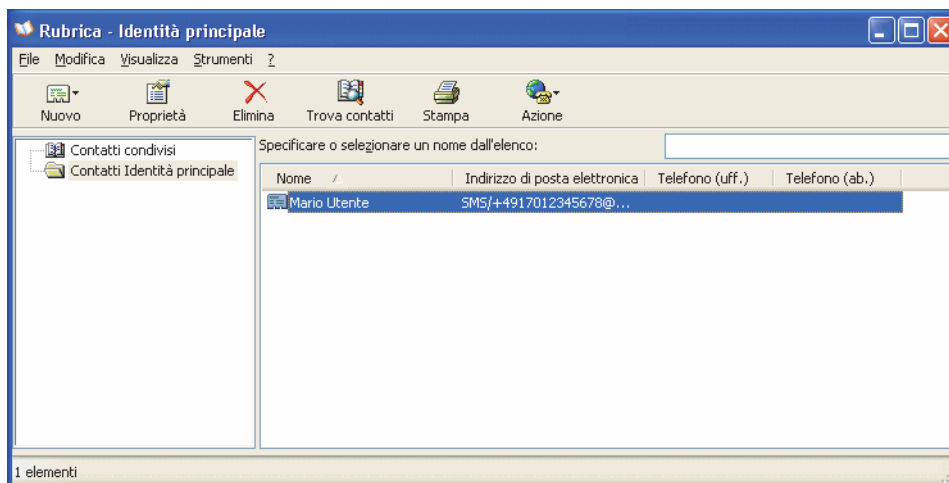 Rubrica - Identità principale
File Modifica Visualizza Strumenti ?
Nuovo Proprietà Elimina Trova contatti Stampa Azione
Contatti condivisi
Contatti Identità principale
Specificare o selezionare un nome dall'elenco:
Nome Indirizzo di posta elettronica Telefono (uff.) Telefono (ab.)
Mario Utente SMS/+4917012345678@...
1 elementi